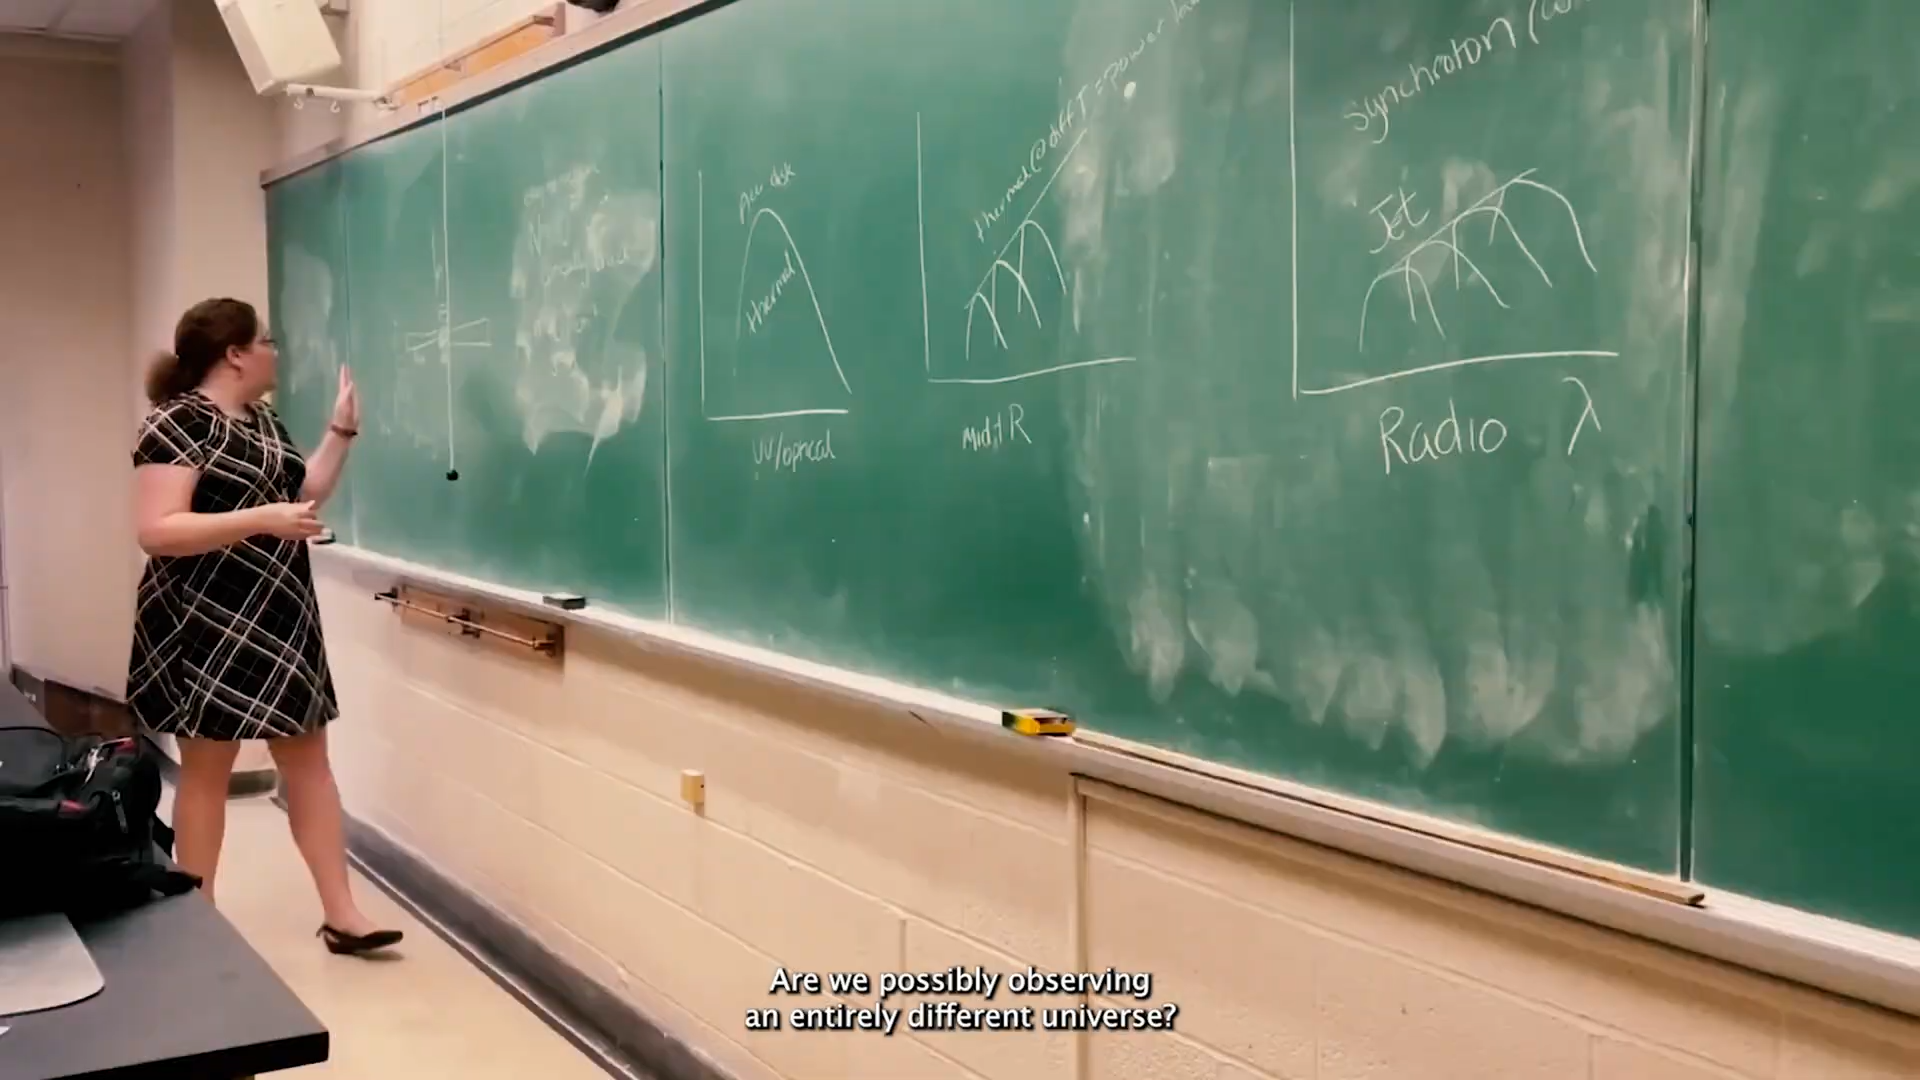 Acc disk
thermal
UV/optical
thermal @ diff T = power law
Mid IR
Synchroton
Jet
Radio λ
Are we possibly observing
an entirely different universe?